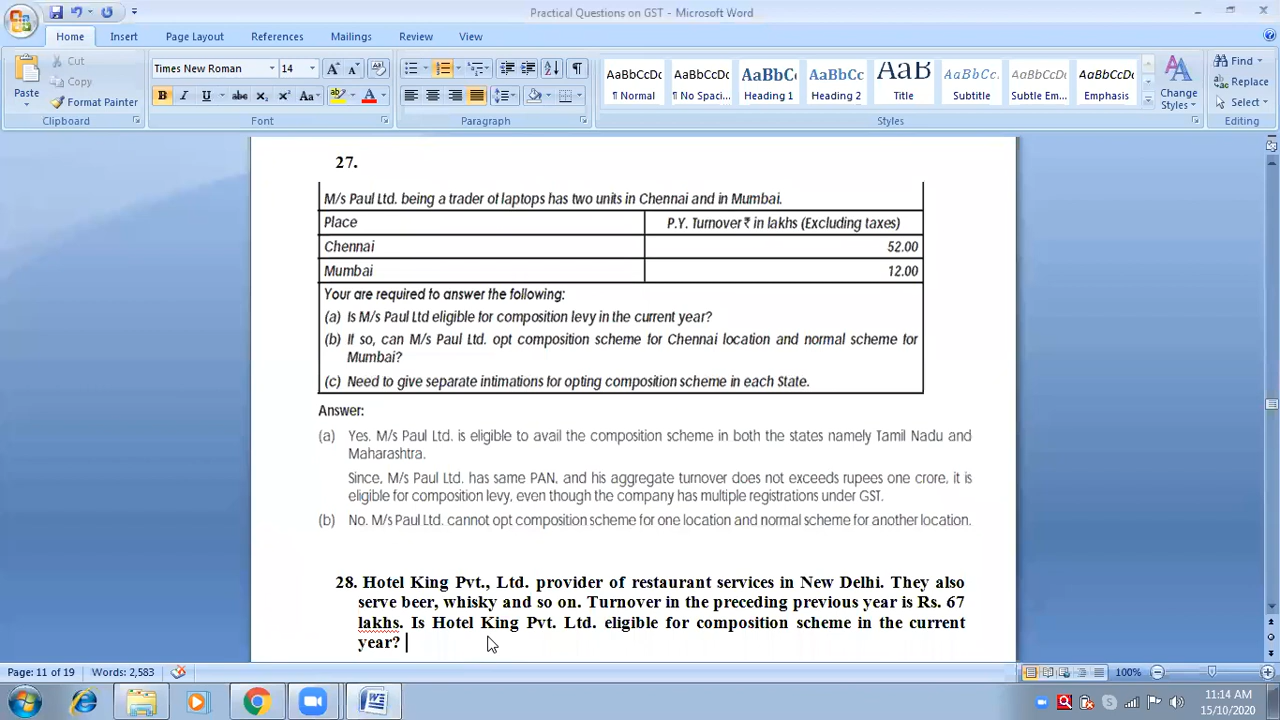 Practical Questions on GST - Microsoft Word
Home Insert Page Layout References Mailings Review View
Cut
Copy
Format Painter
Paste
Clipboard
Times New Roman 14
B I U abc X₂ X² Aa
Font
Paragraph
AaBbCcDc AaBbCcDc AaBbCc AaBbCc AaB AaBbCcI AaBbCcDc AaBbCcDc
¶ Normal ¶ No Spaci... Heading 1 Heading 2 Title Subtitle Subtle Em... Emphasis
Change Styles
Styles
Find
Replace
Select
Editing
27.
M/s Paul Ltd. being a trader of laptops has two units in Chennai and in Mumbai.
Place P.Y. Turnover ₹ in lakhs (Excluding taxes)
Chennai 52.00
Mumbai 12.00
Your are required to answer the following:
(a) Is M/s Paul Ltd eligible for composition levy in the current year?
(b) If so, can M/s Paul Ltd. opt composition scheme for Chennai location and normal scheme for
Mumbai?
(c) Need to give separate intimations for opting composition scheme in each State.
Answer:
(a) Yes. M/s Paul Ltd. is eligible to avail the composition scheme in both the states namely Tamil Nadu and
Maharashtra.
Since, M/s Paul Ltd. has same PAN, and his aggregate turnover does not exceeds rupees one crore, it is
eligible for composition levy, even though the company has multiple registrations under GST.
(b) No. M/s Paul Ltd. cannot opt composition scheme for one location and normal scheme for another location.
28. Hotel King Pvt., Ltd. provider of restaurant services in New Delhi. They also
serve beer, whisky and so on. Turnover in the preceding previous year is Rs. 67
lakhs. Is Hotel King Pvt. Ltd. eligible for composition scheme in the current
year?
Page: 11 of 19 Words: 2,583 100%
11:14 AM
15/10/2020